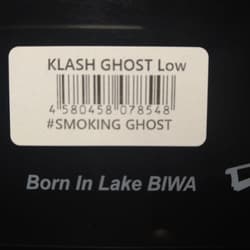 KLASH GHOST Low
4 580458 078548
#SMOKING GHOST
Born In Lake BIWA